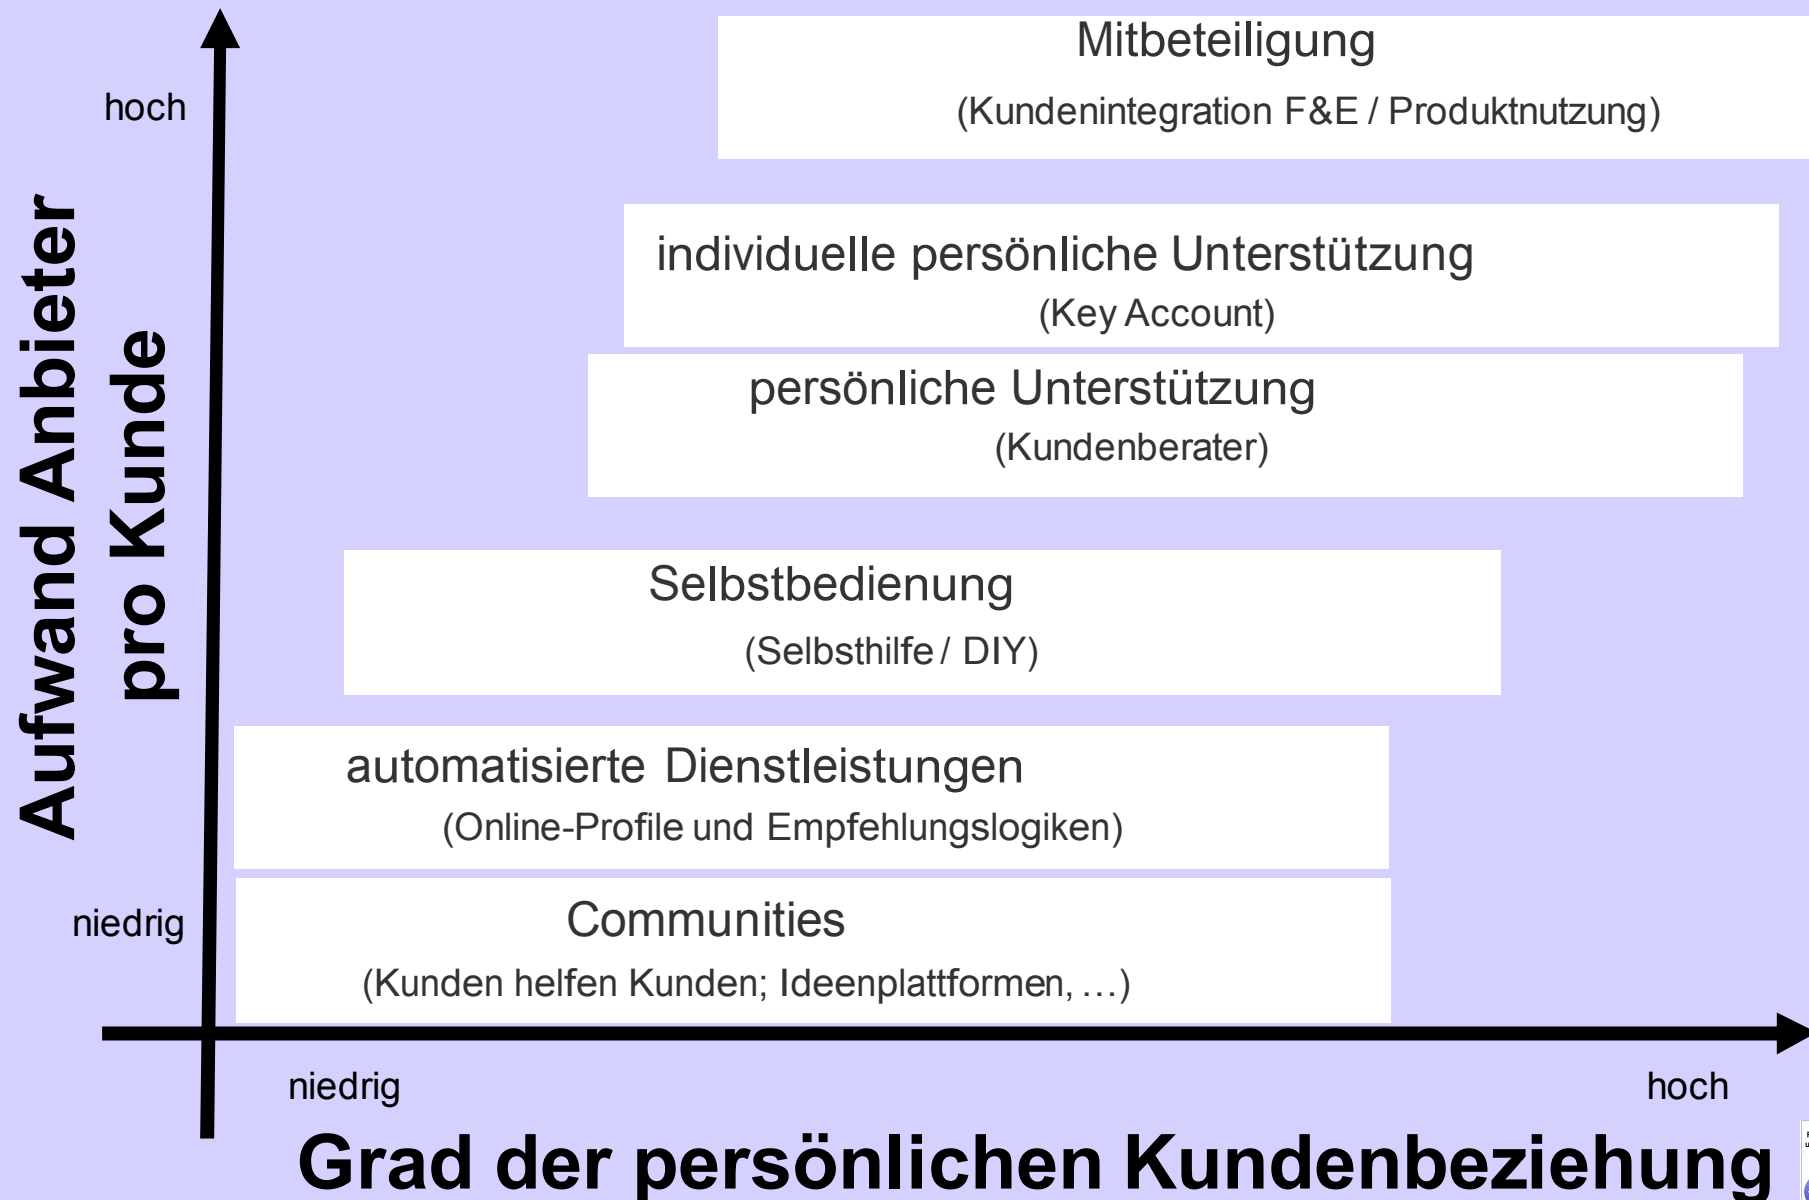 Mitbeteiligung
(Kundenintegration F&E / Produktnutzung)
hoch
individuelle persönliche Unterstützung
(Key Account)
persönliche Unterstützung
(Kundenberater)
Aufwand Anbieter
pro Kunde
Selbstbedienung
(Selbsthilfe / DIY)
automatisierte Dienstleistungen
(Online-Profile und Empfehlungslogiken)
niedrig
Communities
(Kunden helfen Kunden; Ideenplattformen, …)
niedrig
hoch
Grad der persönlichen Kundenbeziehung